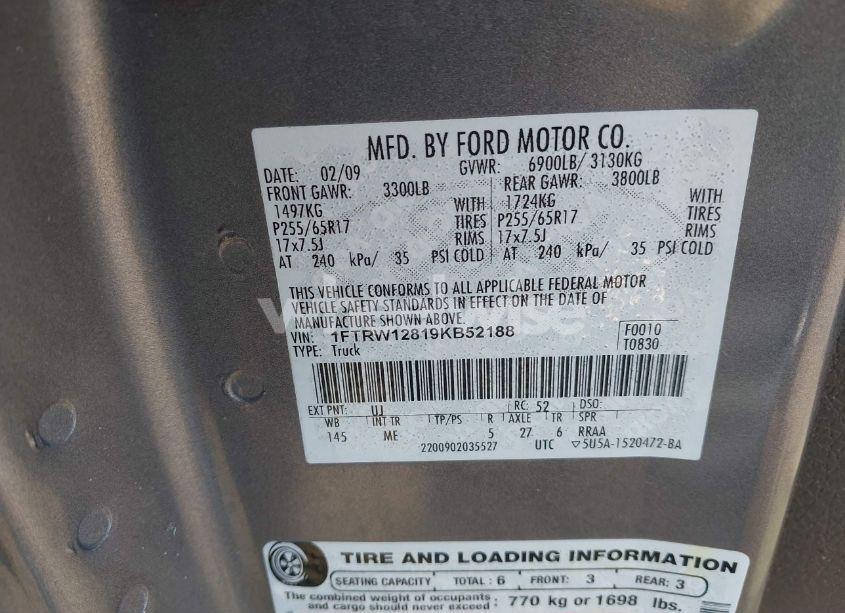 MFD. BY FORD MOTOR CO.
DATE: 02/09 GVWR: 6900LB/ 3130KG
FRONT GAWR: 3300LB REAR GAWR: 3800LB
1497KG WITH 1724KG WITH
P255/65R17 TIRES P255/65R17 TIRES
17x7.5J RIMS 17x7.5J RIMS
AT 240 kPa/ 35 PSI COLD AT 240 kPa/ 35 PSI COLD
THIS VEHICLE CONFORMS TO ALL APPLICABLE FEDERAL MOTOR
VEHICLE SAFETY STANDARDS IN EFFECT ON THE DATE OF
MANUFACTURE SHOWN ABOVE.
VIN: 1FTRW12819KB52188 F0010
TYPE: Truck T0830
EXT PNT: UJ RC: 52 DSO:
WB INT TR TP/PS R AXLE TR SPR
145 ME 5 27 6 RRAA
2200902035527 UTC ▽5U5A-1520472-BA
TIRE AND LOADING INFORMATION
SEATING CAPACITY TOTAL : 6 FRONT: 3 REAR: 3
The combined weight of occupants
and cargo should never exceed : 770 kg or 1698 lbs.